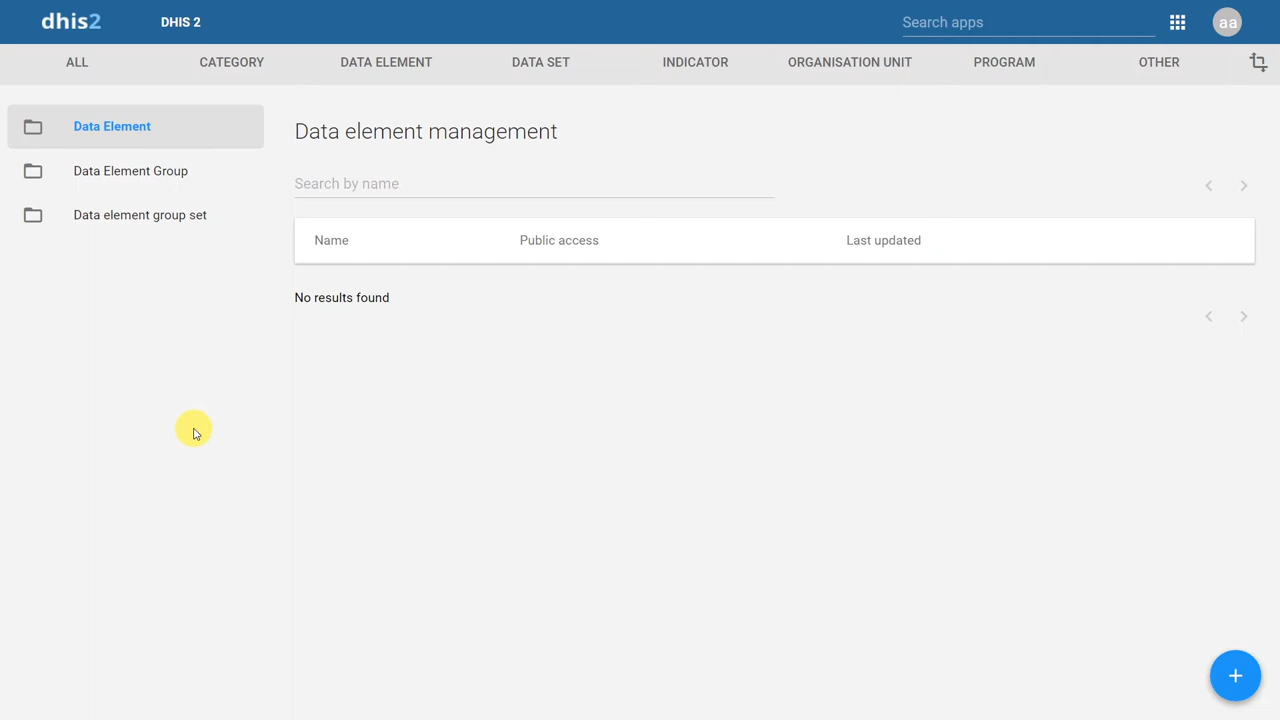 dhis2 DHIS 2 Search apps aa
ALL CATEGORY DATA ELEMENT DATA SET INDICATOR ORGANISATION UNIT PROGRAM OTHER
Data Element
Data Element Group
Data element group set
Data element management
Search by name
Name Public access Last updated
No results found